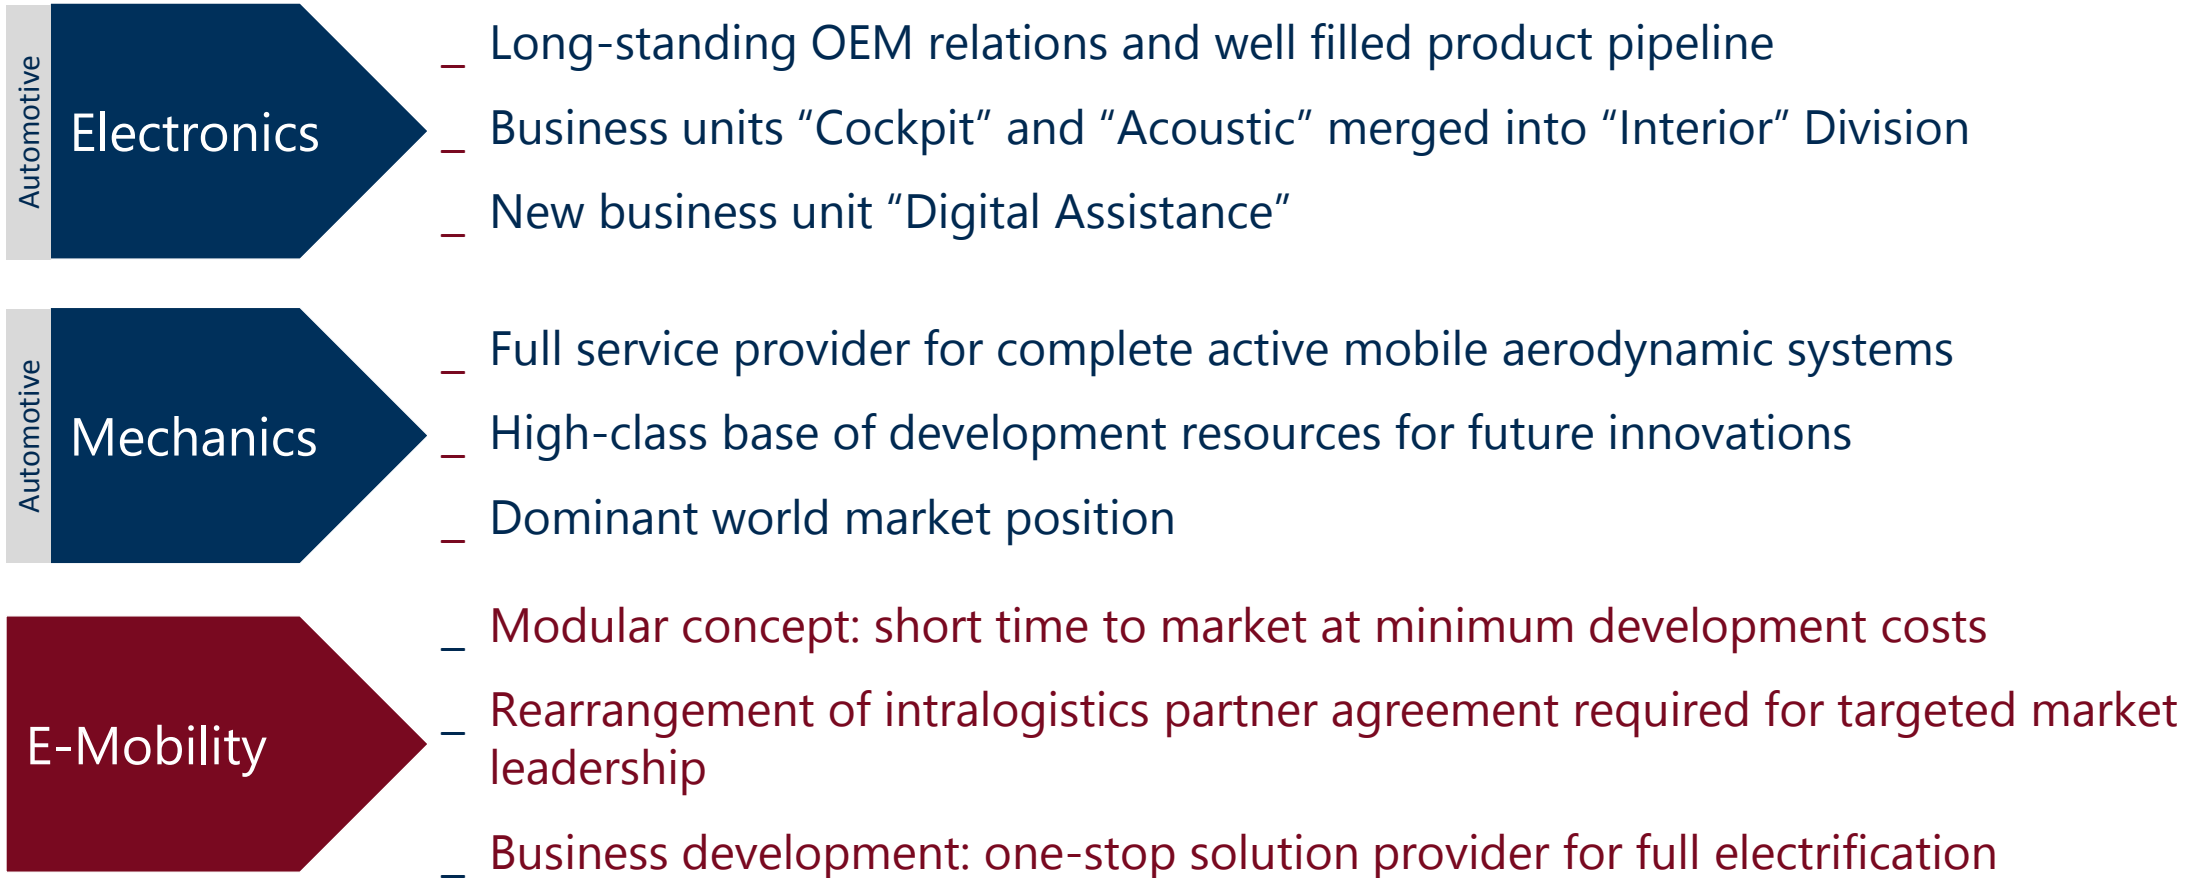 Automotive
Electronics
_ Long-standing OEM relations and well filled product pipeline
_ Business units “Cockpit” and “Acoustic” merged into “Interior” Division
_ New business unit “Digital Assistance”
Automotive
Mechanics
_ Full service provider for complete active mobile aerodynamic systems
_ High-class base of development resources for future innovations
_ Dominant world market position
E-Mobility
_ Modular concept: short time to market at minimum development costs
_ Rearrangement of intralogistics partner agreement required for targeted market
leadership
_ Business development: one-stop solution provider for full electrification